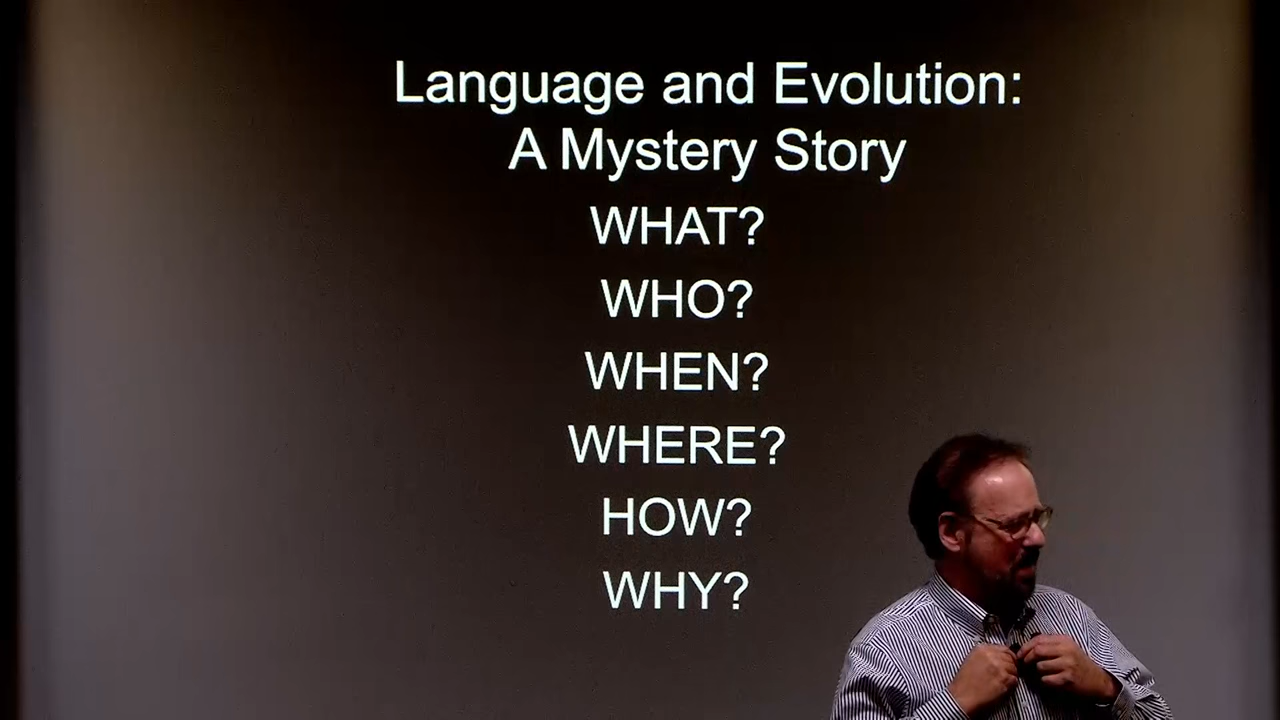 Language and Evolution:
A Mystery Story
WHAT?
WHO?
WHEN?
WHERE?
HOW?
WHY?